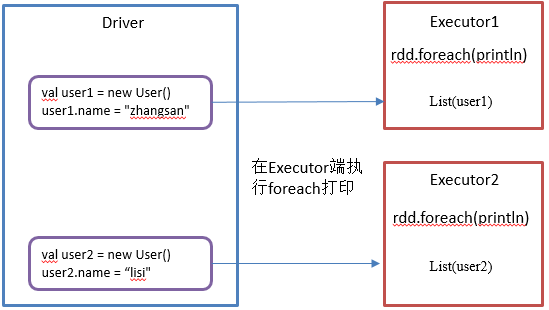 Driver
val user1 = new User()
user1.name = "zhangsan"
val user2 = new User()
user2.name = “lisi"
在Executor端执
行foreach打印
Executor1
rdd.foreach(println)
List(user1)
Executor2
rdd.foreach(println)
List(user2)